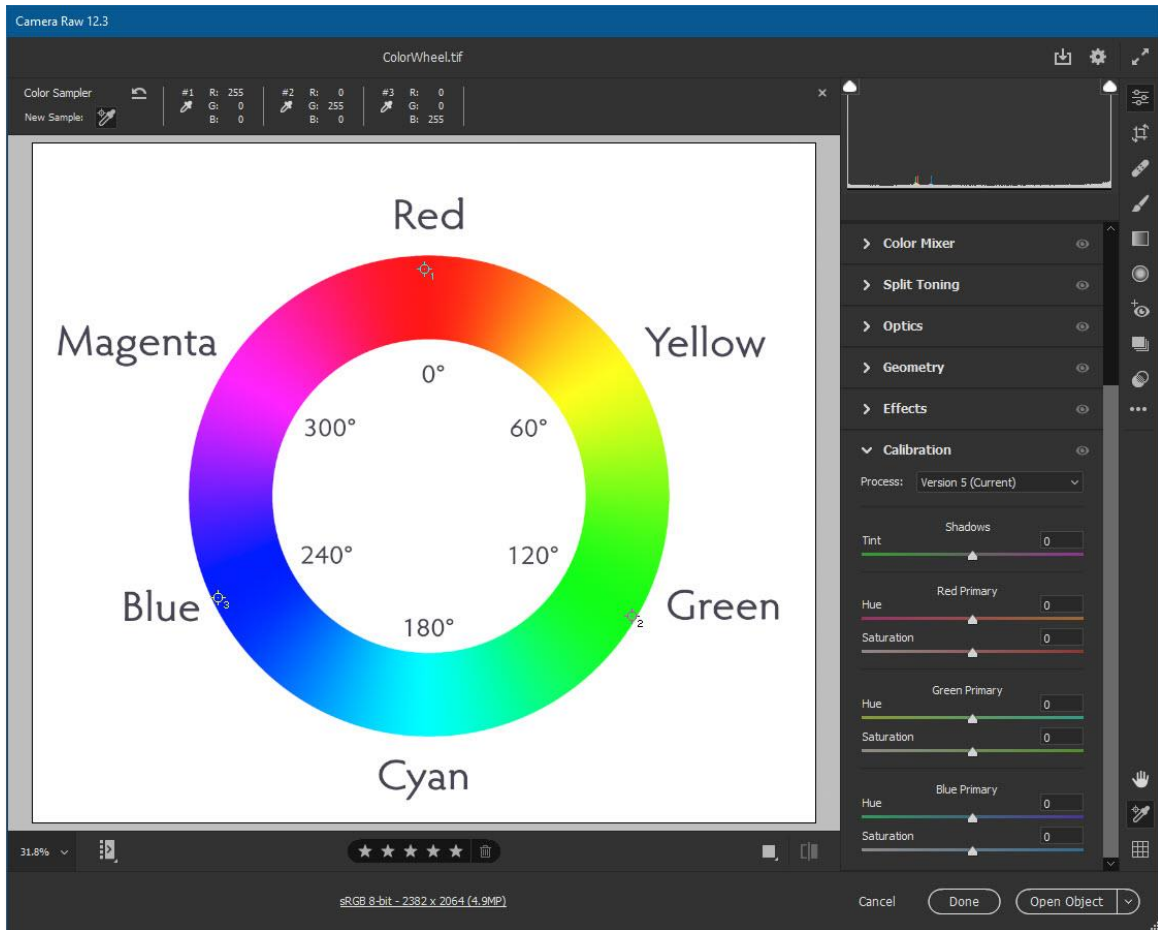 Camera Raw 12.3
ColorWheel.tif
Color Sampler
New Sample:
#1 R: 255
G: 0
B: 0
#2 R: 0
G: 255
B: 0
#3 R: 0
G: 0
B: 255
Red
Magenta
Yellow
0°
300°
60°
240°
120°
Blue
Green
180°
Cyan
1
2
3
Color Mixer
Split Toning
Optics
Geometry
Effects
Calibration
Process: Version 5 (Current)
Shadows
Tint 0
Red Primary
Hue 0
Saturation 0
Green Primary
Hue 0
Saturation 0
Blue Primary
Hue 0
Saturation 0
31.8%
sRGB 8-bit - 2382 x 2064 (4.9MP)
Cancel
Done
Open Object